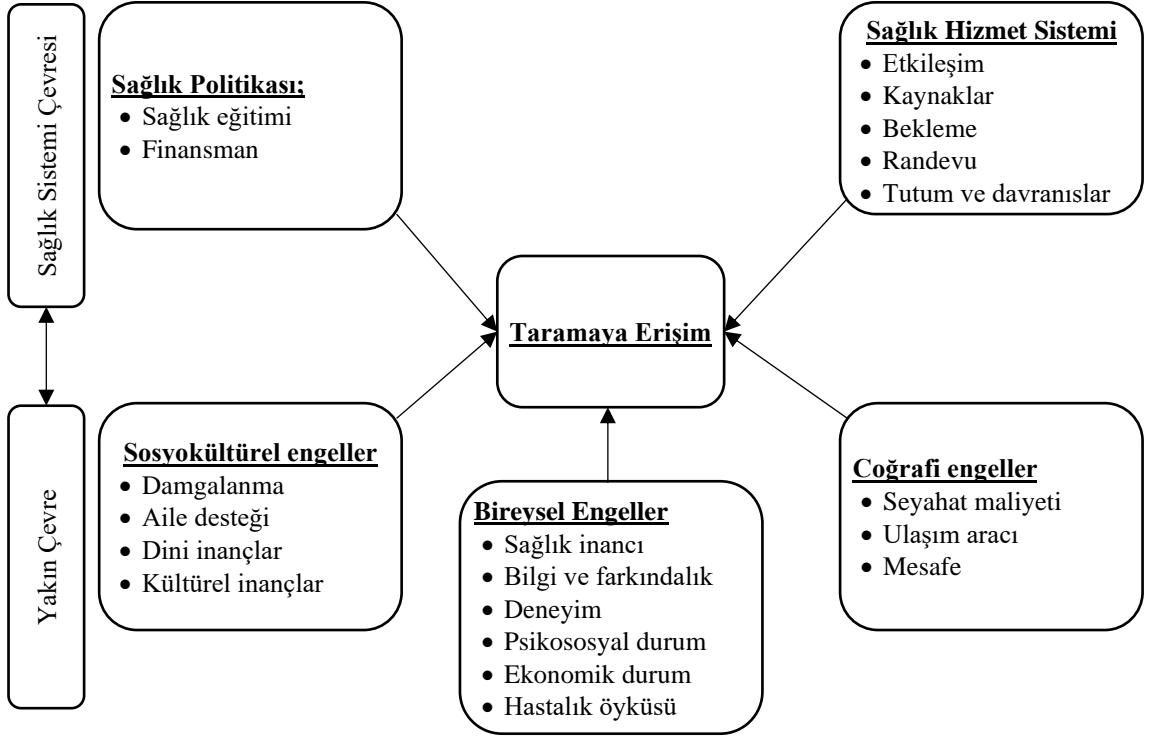 Sağlık Sistemi Çevresi
Sağlık Politikası;
• Sağlık eğitimi
• Finansman
Sağlık Hizmet Sistemi
• Etkileşim
• Kaynaklar
• Bekleme
• Randevu
• Tutum ve davranıslar
Taramaya Erişim
Yakın Çevre
Sosyokültürel engeller
• Damgalanma
• Aile desteği
• Dini inançlar
• Kültürel inançlar
Bireysel Engeller
• Sağlık inancı
• Bilgi ve farkındalık
• Deneyim
• Psikososyal durum
• Ekonomik durum
• Hastalık öyküsü
Coğrafi engeller
• Seyahat maliyeti
• Ulaşım aracı
• Mesafe